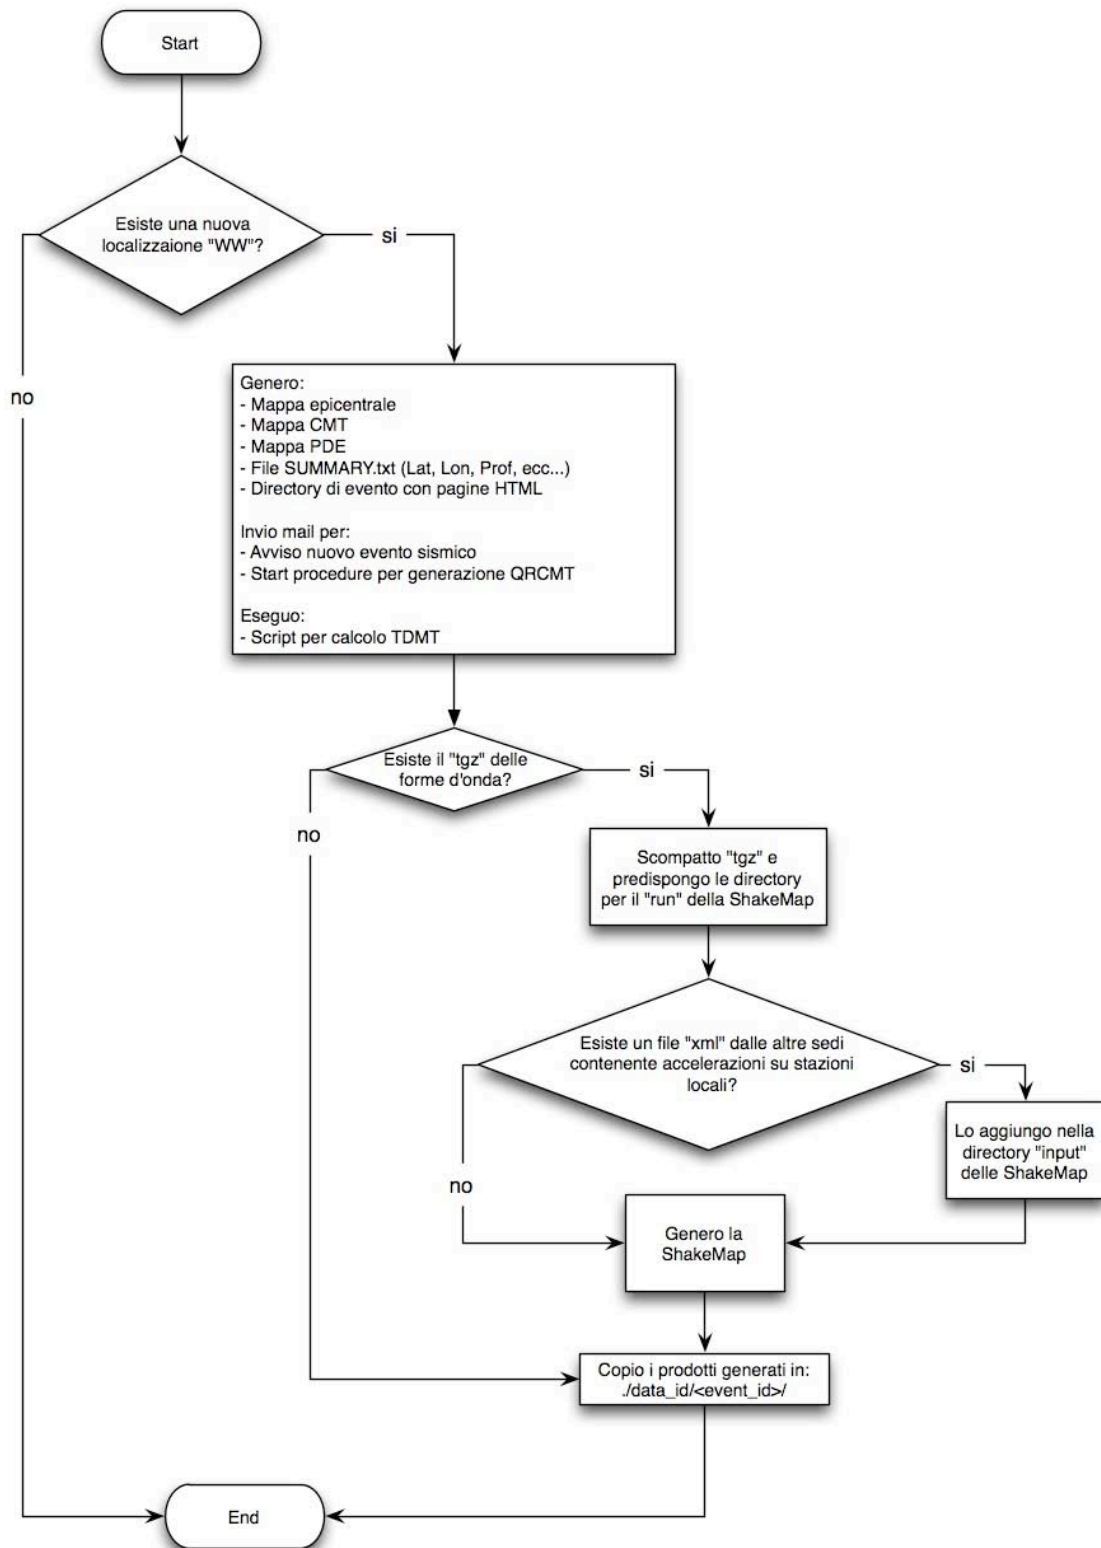 Start
Esiste una nuova
localizzaione "WW"?
si
no
Genero:
- Mappa epicentrale
- Mappa CMT
- Mappa PDE
- File SUMMARY.txt (Lat, Lon, Prof, ecc...)
- Directory di evento con pagine HTML
Invio mail per:
- Avviso nuovo evento sismico
- Start procedure per generazione QRCMT
Eseguo:
- Script per calcolo TDMT
Esiste il "tgz" delle
forme d'onda?
si
no
Scompatto "tgz" e
predispongo le directory
per il "run" della ShakeMap
Esiste un file "xml" dalle altre sedi
contenente accelerazioni su stazioni
locali?
si
no
Lo aggiungo nella
directory "input"
delle ShakeMap
Genero la
ShakeMap
Copio i prodotti generati in:
./data_id/<event_id>/
End